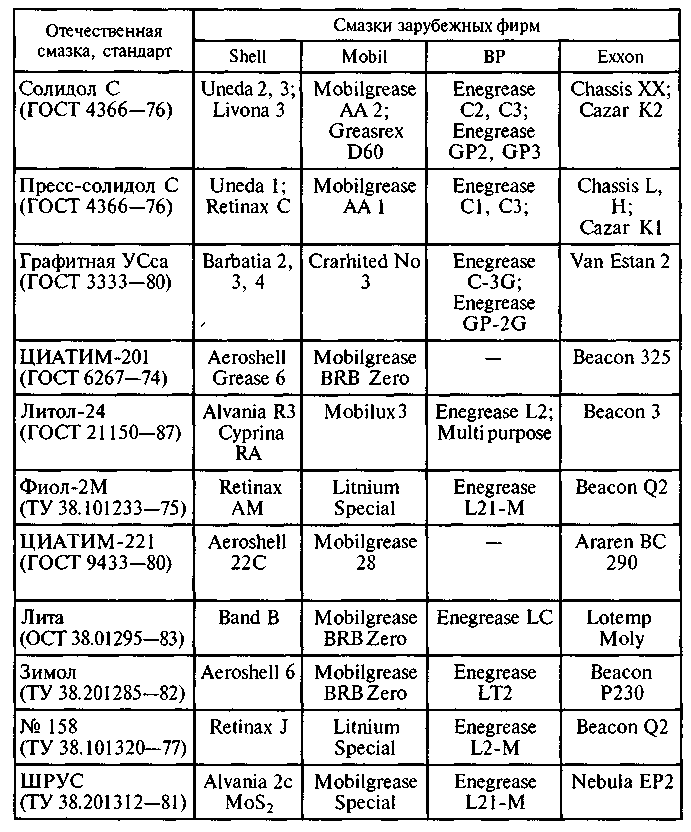 Отечественная
смазка, стандарт
Смазки зарубежных фирм
Shell
Mobil
BP
Exxon
Солидол С
(ГОСТ 4366—76)
Uneda 2, 3;
Livona 3
Mobilgrease
AA 2;
Greasrex
D60
Enegrease
C2, C3;
Enegrease
GP2, GP3
Chassis XX;
Cazar K2
Пресс-солидол С
(ГОСТ 4366—76)
Uneda 1;
Retinax C
Mobilgrease
AA 1
Enegrease
C1, C3;
Chassis L,
H;
Cazar K1
Графитная УСса
(ГОСТ 3333—80)
Barbatia 2,
3, 4
Crarhited No
3
Enegrease
C-3G;
Enegrease
GP-2G
Van Estan 2
ЦИАТИМ-201
(ГОСТ 6267—74)
Aeroshell
Grease 6
Mobilgrease
BRB Zero
—
Beacon 325
Литол-24
(ГОСТ 21150—87)
Alvania R3
Cyprina
RA
Mobilux 3
Enegrease L2;
Multi purpose
Beacon 3
Фиол-2М
(ТУ 38.101233—75)
Retinax
AM
Litnium
Special
Enegrease
L21-M
Beacon Q2
ЦИАТИМ-221
(ГОСТ 9433—80)
Aeroshell
22C
Mobilgrease
28
—
Araren BC
290
Лита
(ОСТ 38.01295—83)
Band B
Mobilgrease
BRB Zero
Enegrease LC
Lotemp
Moly
Зимол
(ТУ 38.201285—82)
Aeroshell 6
Mobilgrease
BRB Zero
Enegrease
LT2
Beacon
P230
№ 158
(ТУ 38.101320—77)
Retinax J
Litnium
Special
Enegrease
L2-M
Beacon Q2
ШРУС
(ТУ 38.201312—81)
Alvania 2c
MoS₂
Mobilgrease
Special
Enegrease
L21-M
Nebula EP2